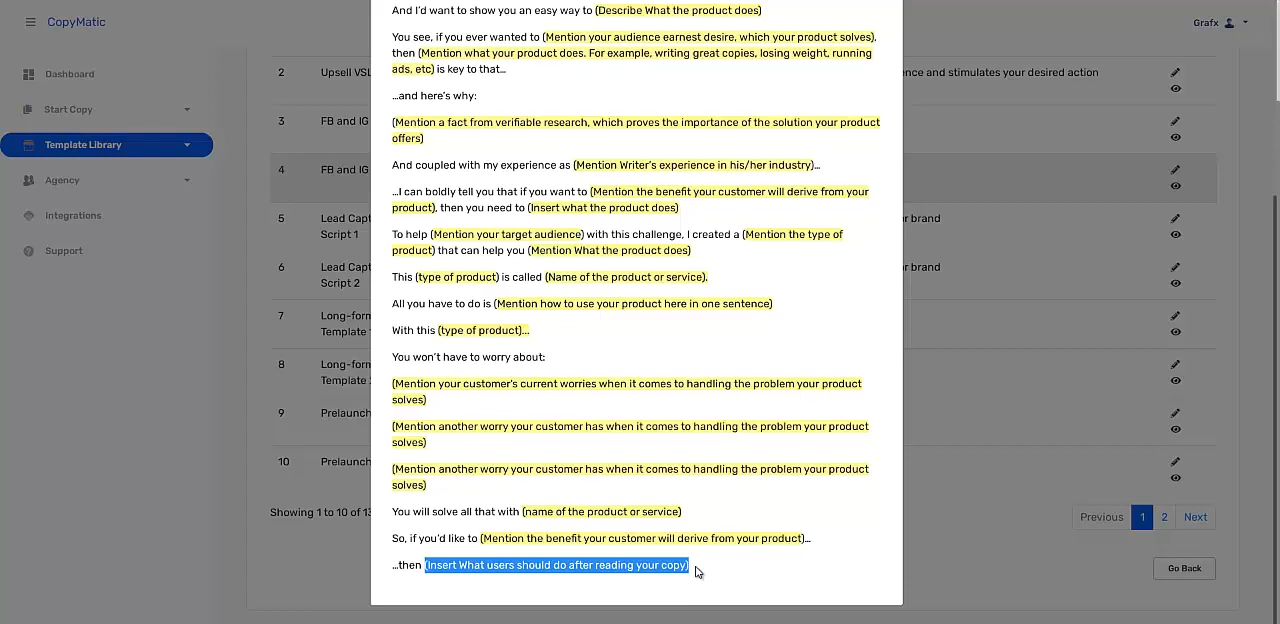 CopyMatic
Grafx
Dashboard
Start Copy
Template Library
Agency
Integrations
Support
2 Upsell VSL
ence and stimulates your desired action
3 FB and IG
4 FB and IG
5 Lead Capt
Script 1
r brand
6 Lead Capt
Script 2
r brand
7 Long-form
Template
8 Long-form
Template
9 Prelaunch
10 Prelaunch
Showing 1 to 10 of 13
Previous 1 2 Next
Go Back
And I'd want to show you an easy way to (Describe What the product does)
You see, if you ever wanted to (Mention your audience earnest desire, which your product solves),
then (Mention what your product does. For example, writing great copies, losing weight, running
ads, etc) is key to that…
…and here's why:
(Mention a fact from verifiable research, which proves the importance of the solution your product
offers)
And coupled with my experience as (Mention Writer's experience in his/her industry)…
…I can boldly tell you that if you want to (Mention the benefit your customer will derive from your
product), then you need to (Insert what the product does)
To help (Mention your target audience) with this challenge, I created a (Mention the type of
product) that can help you (Mention What the product does)
This (type of product) is called (Name of the product or service).
All you have to do is (Mention how to use your product here in one sentence)
With this (type of product)…
You won't have to worry about:
(Mention your customer's current worries when it comes to handling the problem your product
solves)
(Mention another worry your customer has when it comes to handling the problem your product
solves)
(Mention another worry your customer has when it comes to handling the problem your product
solves)
You will solve all that with (name of the product or service)
So, if you'd like to (Mention the benefit your customer will derive from your product)…
…then (Insert What users should do after reading your copy)